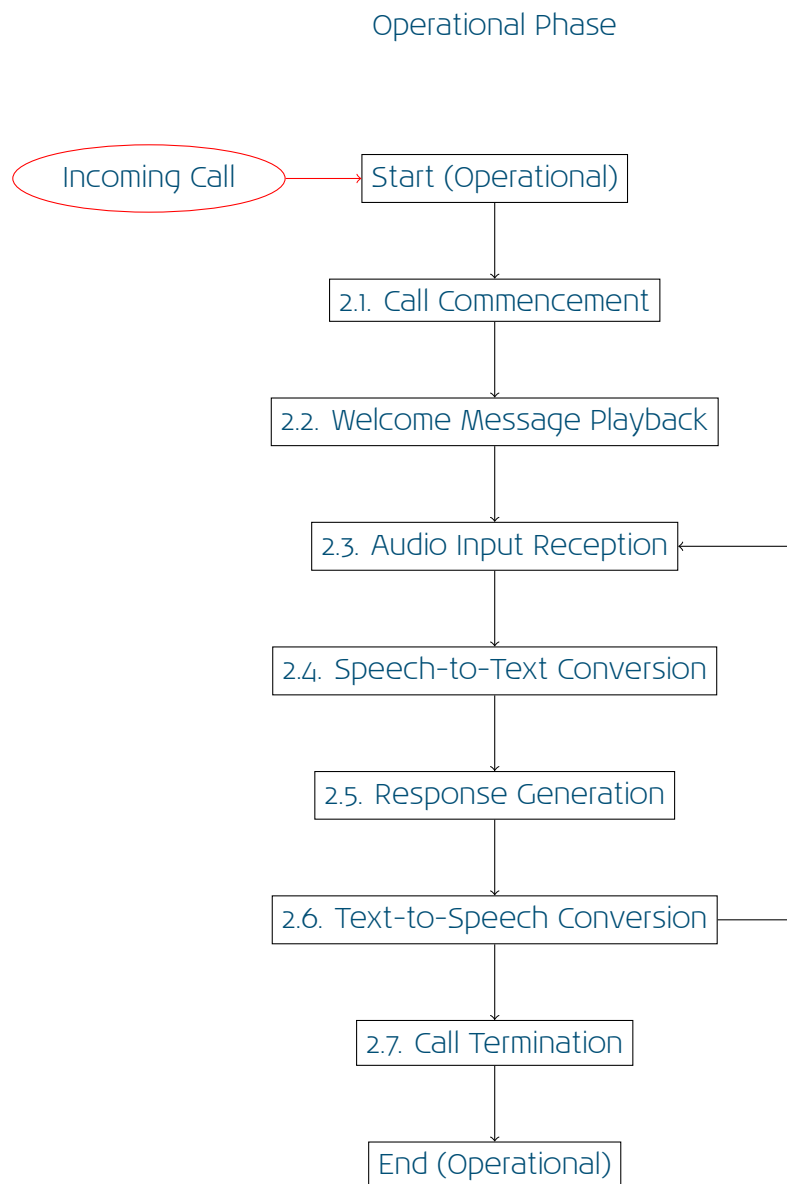 Operational Phase
Incoming Call
Start (Operational)
2.1. Call Commencement
2.2. Welcome Message Playback
2.3. Audio Input Reception
2.4. Speech-to-Text Conversion
2.5. Response Generation
2.6. Text-to-Speech Conversion
2.7. Call Termination
End (Operational)